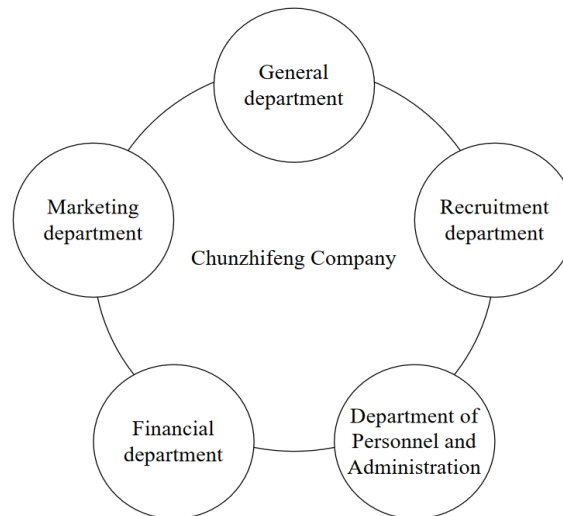 General
department
Marketing
department
Recruitment
department
Chunzhifeng Company
Financial
department
Department of
Personnel and
Administration